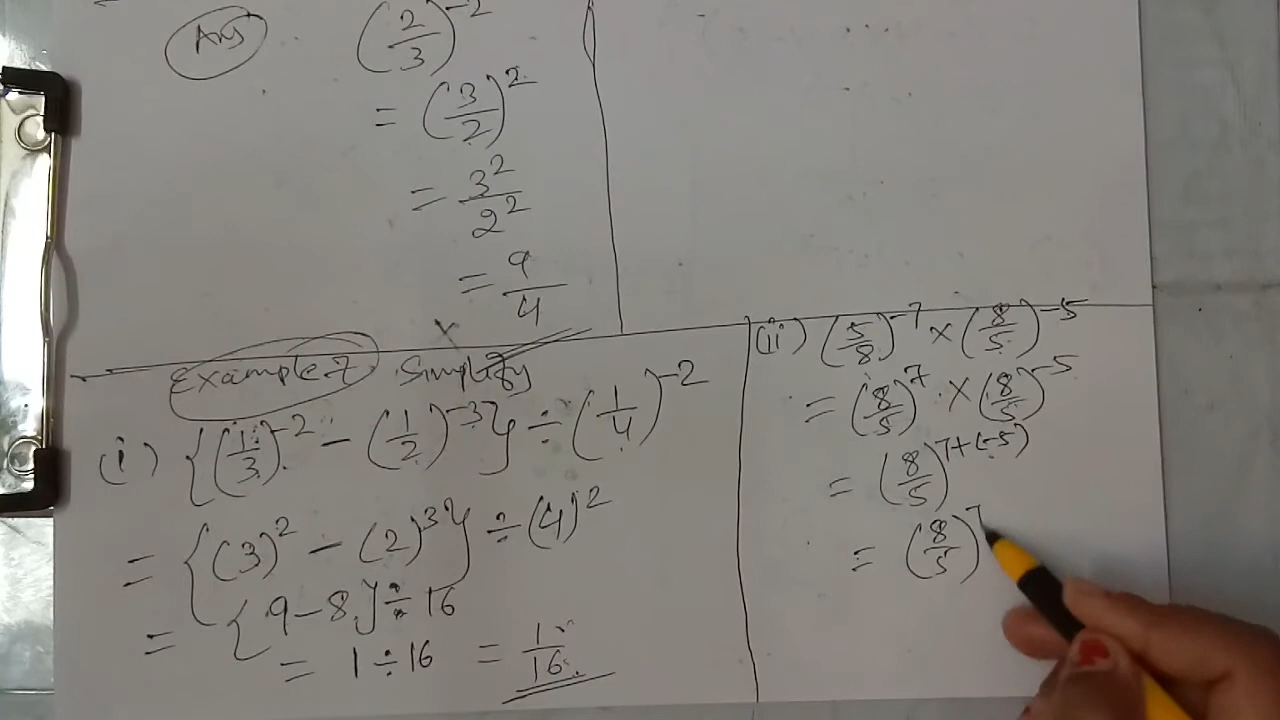 Ans (2/3)^-2
= (3/2)^2
= 3^2/2^2
= 9/4
Example 7 Simplify
(i) {(1/3)^-2 - (1/2)^-3} ÷ (1/4)^-2
= {(3)^2 - (2)^3} ÷ (4)^2
= {9-8} ÷ 16
= 1 ÷ 16 = 1/16
(ii) (5/8)^-7 × (8/5)^-5
= (8/5)^7 × (8/5)^-5
= (8/5)^7+(-5)
= (8/5)^7